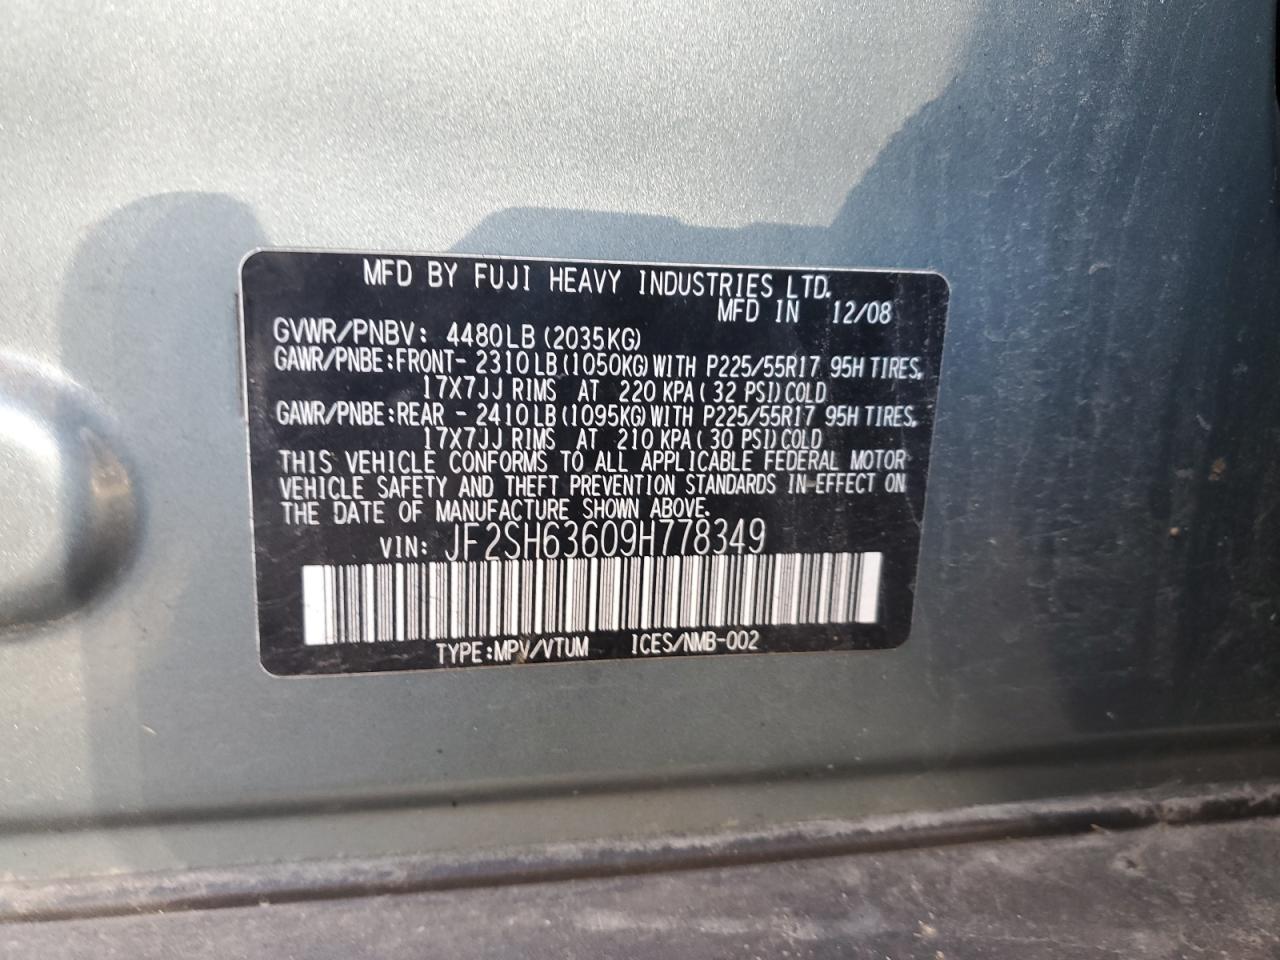 MFD BY FUJI HEAVY INDUSTRIES LTD.
MFD IN 12/08
GVWR/PNBV: 4480LB(2035KG)
GAWR/PNBE:FRONT- 2310LB(1050KG)WITH P225/55R17 95H TIRES,
17X7JJ RIMS AT 220 KPA(32 PSI)COLD
GAWR/PNBE:REAR - 2410LB(1095KG)WITH P225/55R17 95H TIRES,
17X7JJ RIMS AT 210 KPA(30 PSI)COLD
THIS VEHICLE CONFORMS TO ALL APPLICABLE FEDERAL MOTOR
VEHICLE SAFETY AND THEFT PREVENTION STANDARDS IN EFFECT ON
THE DATE OF MANUFACTURE SHOWN ABOVE.
VIN: JF2SH63609H778349
TYPE:MPV/VTUM ICES/NMB-002